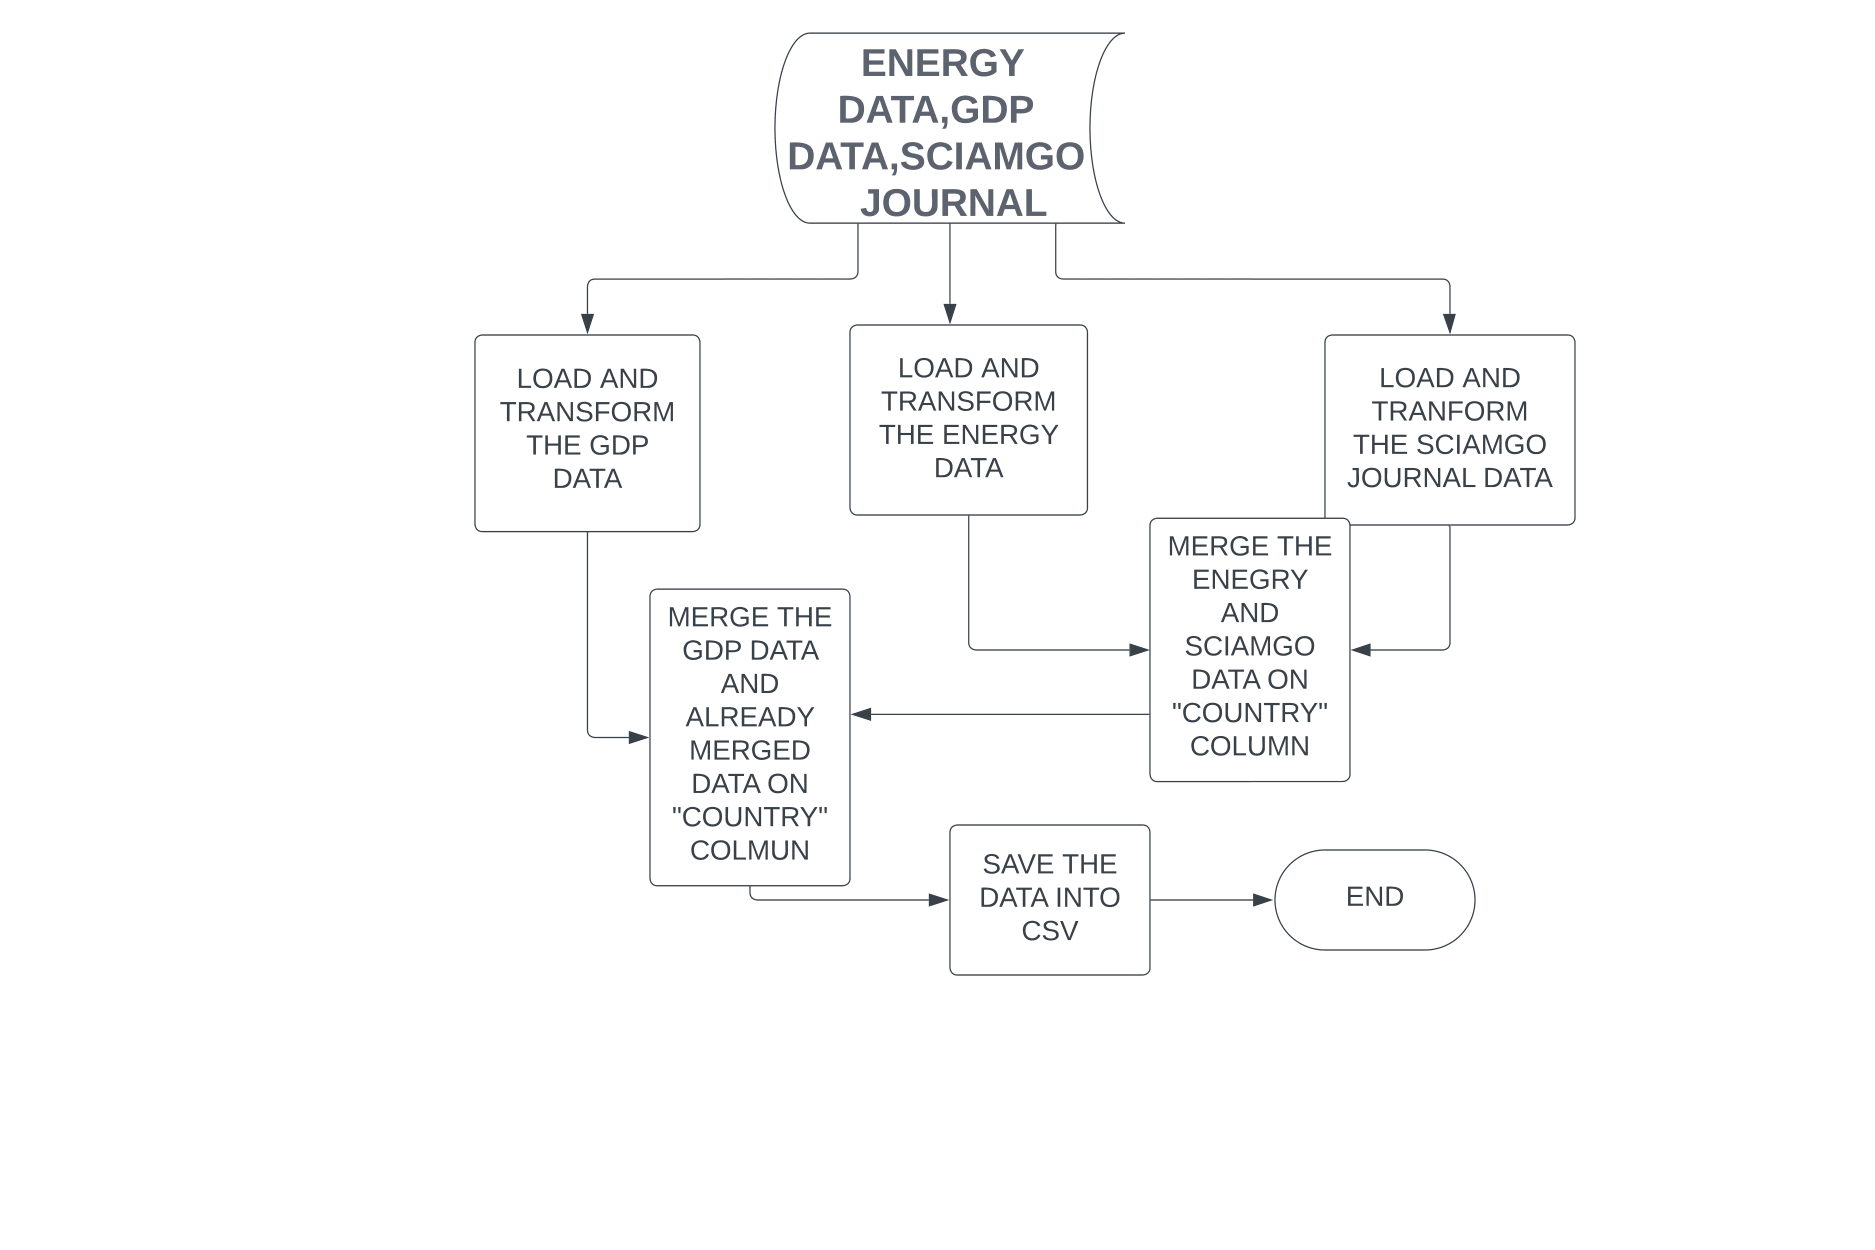 ENERGY
DATA,GDP
DATA,SCIAMGO
JOURNAL
LOAD AND
TRANSFORM
THE GDP
DATA
LOAD AND
TRANSFORM
THE ENERGY
DATA
LOAD AND
TRANFORM
THE SCIAMGO
JOURNAL DATA
MERGE THE
ENEGRY
AND
SCIAMGO
DATA ON
"COUNTRY"
COLUMN
MERGE THE
GDP DATA
AND
ALREADY
MERGED
DATA ON
"COUNTRY"
COLMUN
SAVE THE
DATA INTO
CSV
END